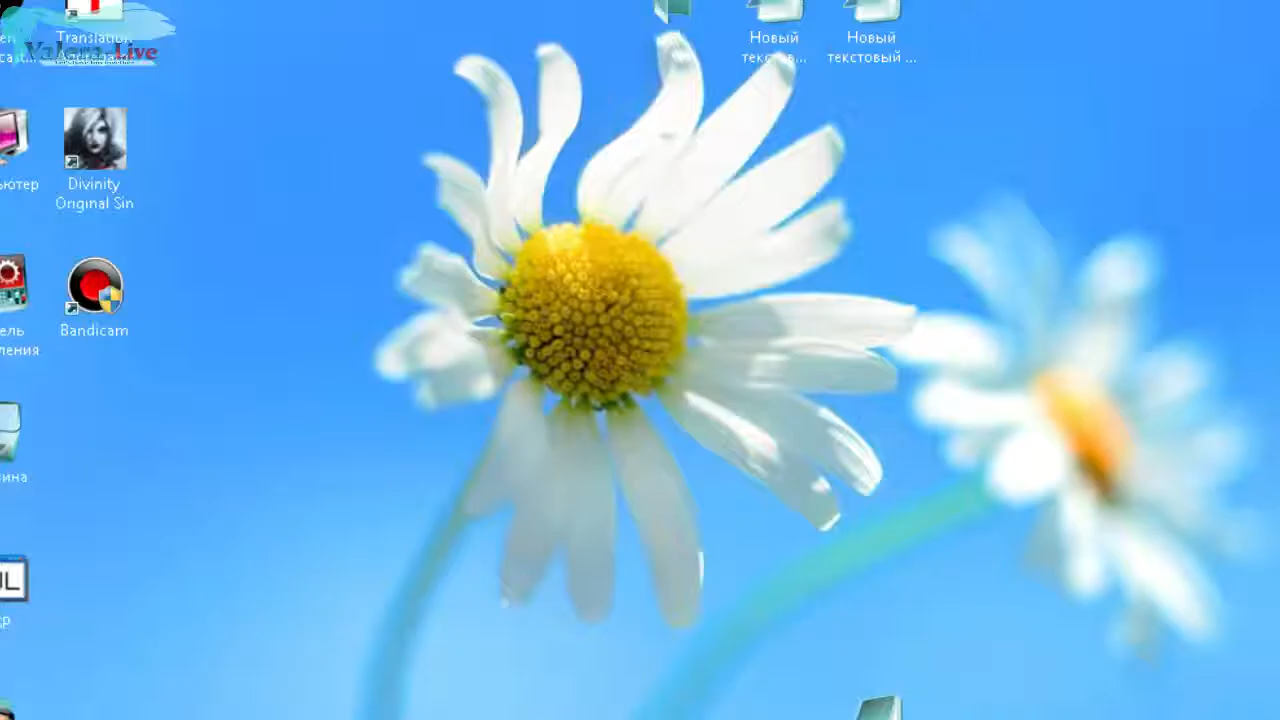 Translation
Valera-Live
Новый
текстов...
Новый
текстовый ...
ьютер
Divinity
Original Sin
ель
ления
Bandicam
ина